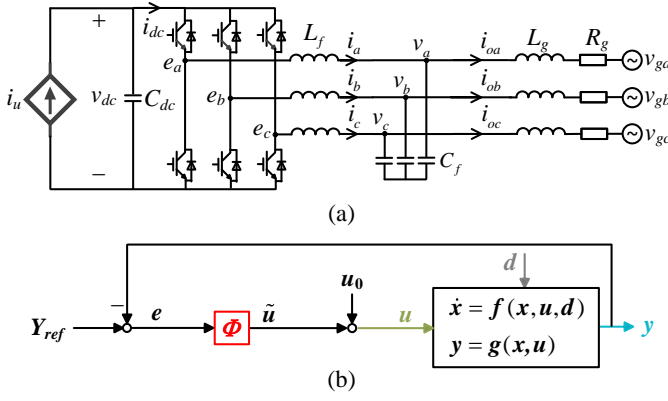 + i_dc L_f i_a v_a i_oa L_g R_g
e_a v_ga
i_u v_dc C_dc e_b i_b v_b i_ob v_gb
e_c i_c v_c i_oc v_gc
− C_f
(a)
− d
u_0
Y_ref e Φ ũ u ẋ = f(x,u,d) y
y = g(x,u)
(b)